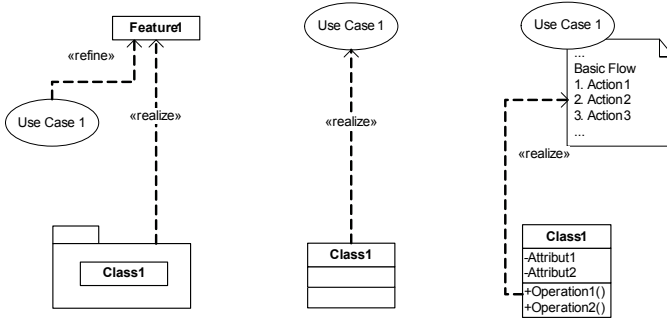 Feature1
«refine»
Use Case 1
«realize»
Class1
Use Case 1
«realize»
Class1
Use Case 1
...
Basic Flow
1. Action1
2. Action2
3. Action3
...
«realize»
Class1
-Attribut1
-Attribut2
+Operation1()
+Operation2()